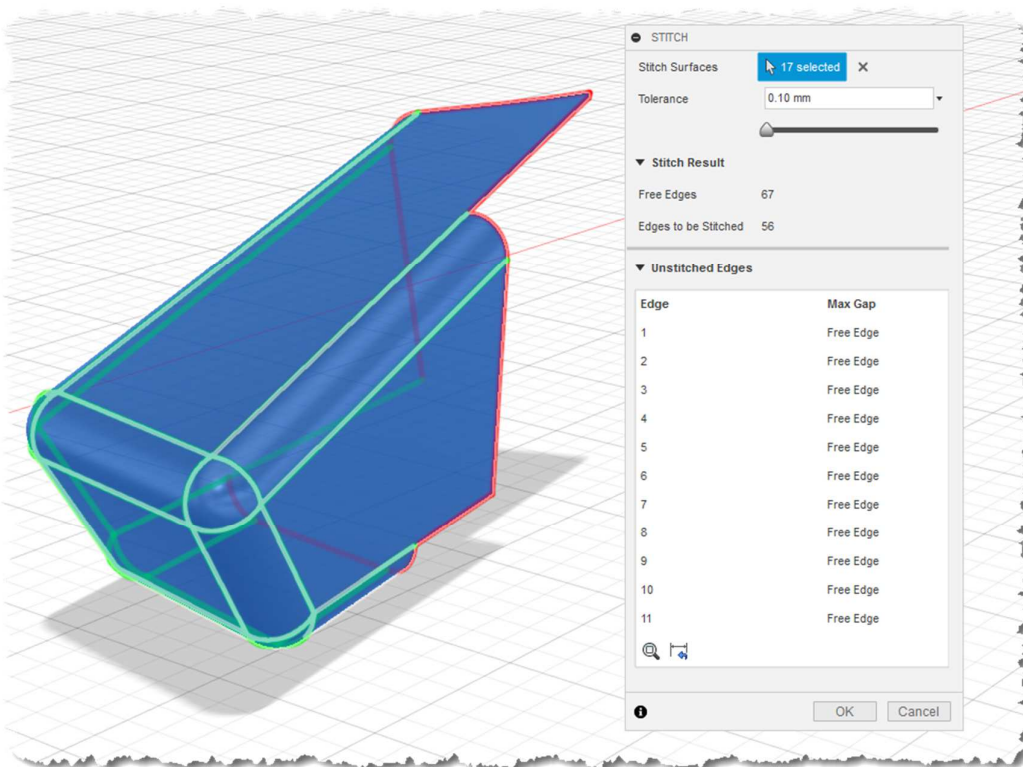 STITCH
Stitch Surfaces 17 selected
Tolerance 0.10 mm
Stitch Result
Free Edges 67
Edges to be Stitched 56
Unstitched Edges
Edge Max Gap
1 Free Edge
2 Free Edge
3 Free Edge
4 Free Edge
5 Free Edge
6 Free Edge
7 Free Edge
8 Free Edge
9 Free Edge
10 Free Edge
11 Free Edge
OK Cancel